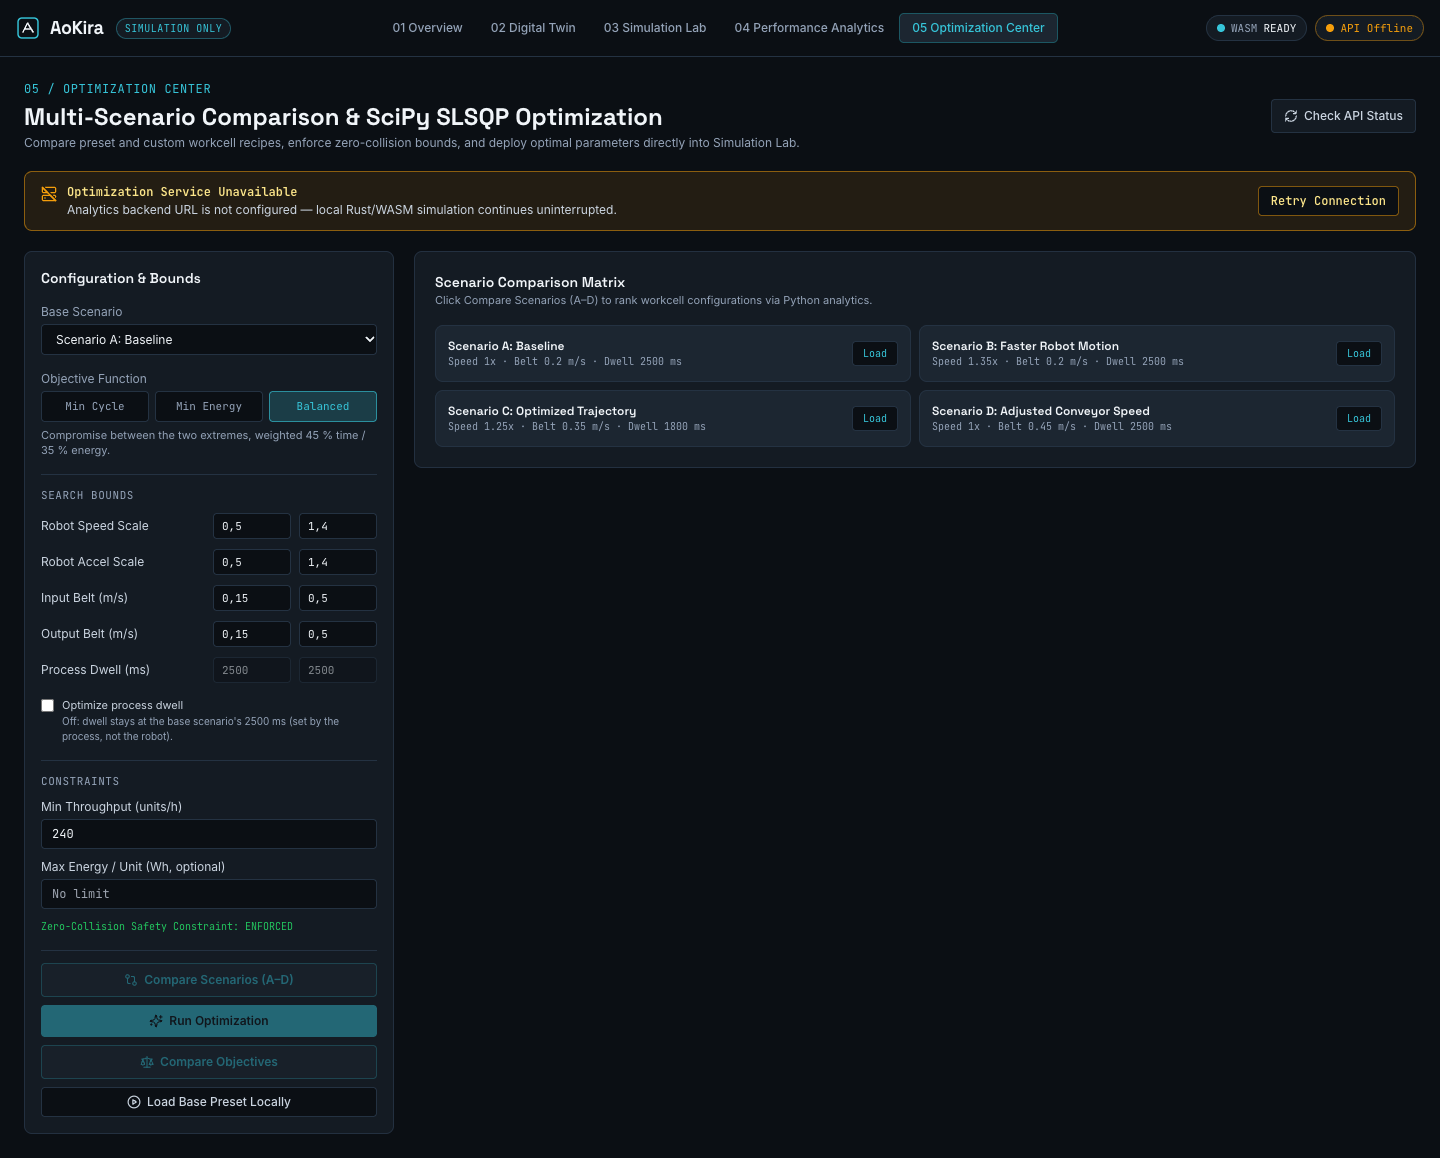 AoKira
SIMULATION ONLY
01 Overview
02 Digital Twin
03 Simulation Lab
04 Performance Analytics
05 Optimization Center
WASM READY
API Offline
05 / OPTIMIZATION CENTER
Multi-Scenario Comparison & SciPy SLSQP Optimization
Compare preset and custom workcell recipes, enforce zero-collision bounds, and deploy optimal parameters directly into Simulation Lab.
Check API Status
Optimization Service Unavailable
Analytics backend URL is not configured — local Rust/WASM simulation continues uninterrupted.
Retry Connection
Configuration & Bounds
Base Scenario
Scenario A: Baseline
Objective Function
Min Cycle
Min Energy
Balanced
Compromise between the two extremes, weighted 45 % time /
35 % energy.
SEARCH BOUNDS
Robot Speed Scale 0,5 1,4
Robot Accel Scale 0,5 1,4
Input Belt (m/s) 0,15 0,5
Output Belt (m/s) 0,15 0,5
Process Dwell (ms) 2500 2500
Optimize process dwell
Off: dwell stays at the base scenario's 2500 ms (set by the
process, not the robot).
CONSTRAINTS
Min Throughput (units/h)
240
Max Energy / Unit (Wh, optional)
No limit
Zero-Collision Safety Constraint: ENFORCED
Compare Scenarios (A–D)
Run Optimization
Compare Objectives
Load Base Preset Locally
Scenario Comparison Matrix
Click Compare Scenarios (A–D) to rank workcell configurations via Python analytics.
Scenario A: Baseline
Speed 1x · Belt 0.2 m/s · Dwell 2500 ms
Load
Scenario B: Faster Robot Motion
Speed 1.35x · Belt 0.2 m/s · Dwell 2500 ms
Load
Scenario C: Optimized Trajectory
Speed 1.25x · Belt 0.35 m/s · Dwell 1800 ms
Load
Scenario D: Adjusted Conveyor Speed
Speed 1x · Belt 0.45 m/s · Dwell 2500 ms
Load